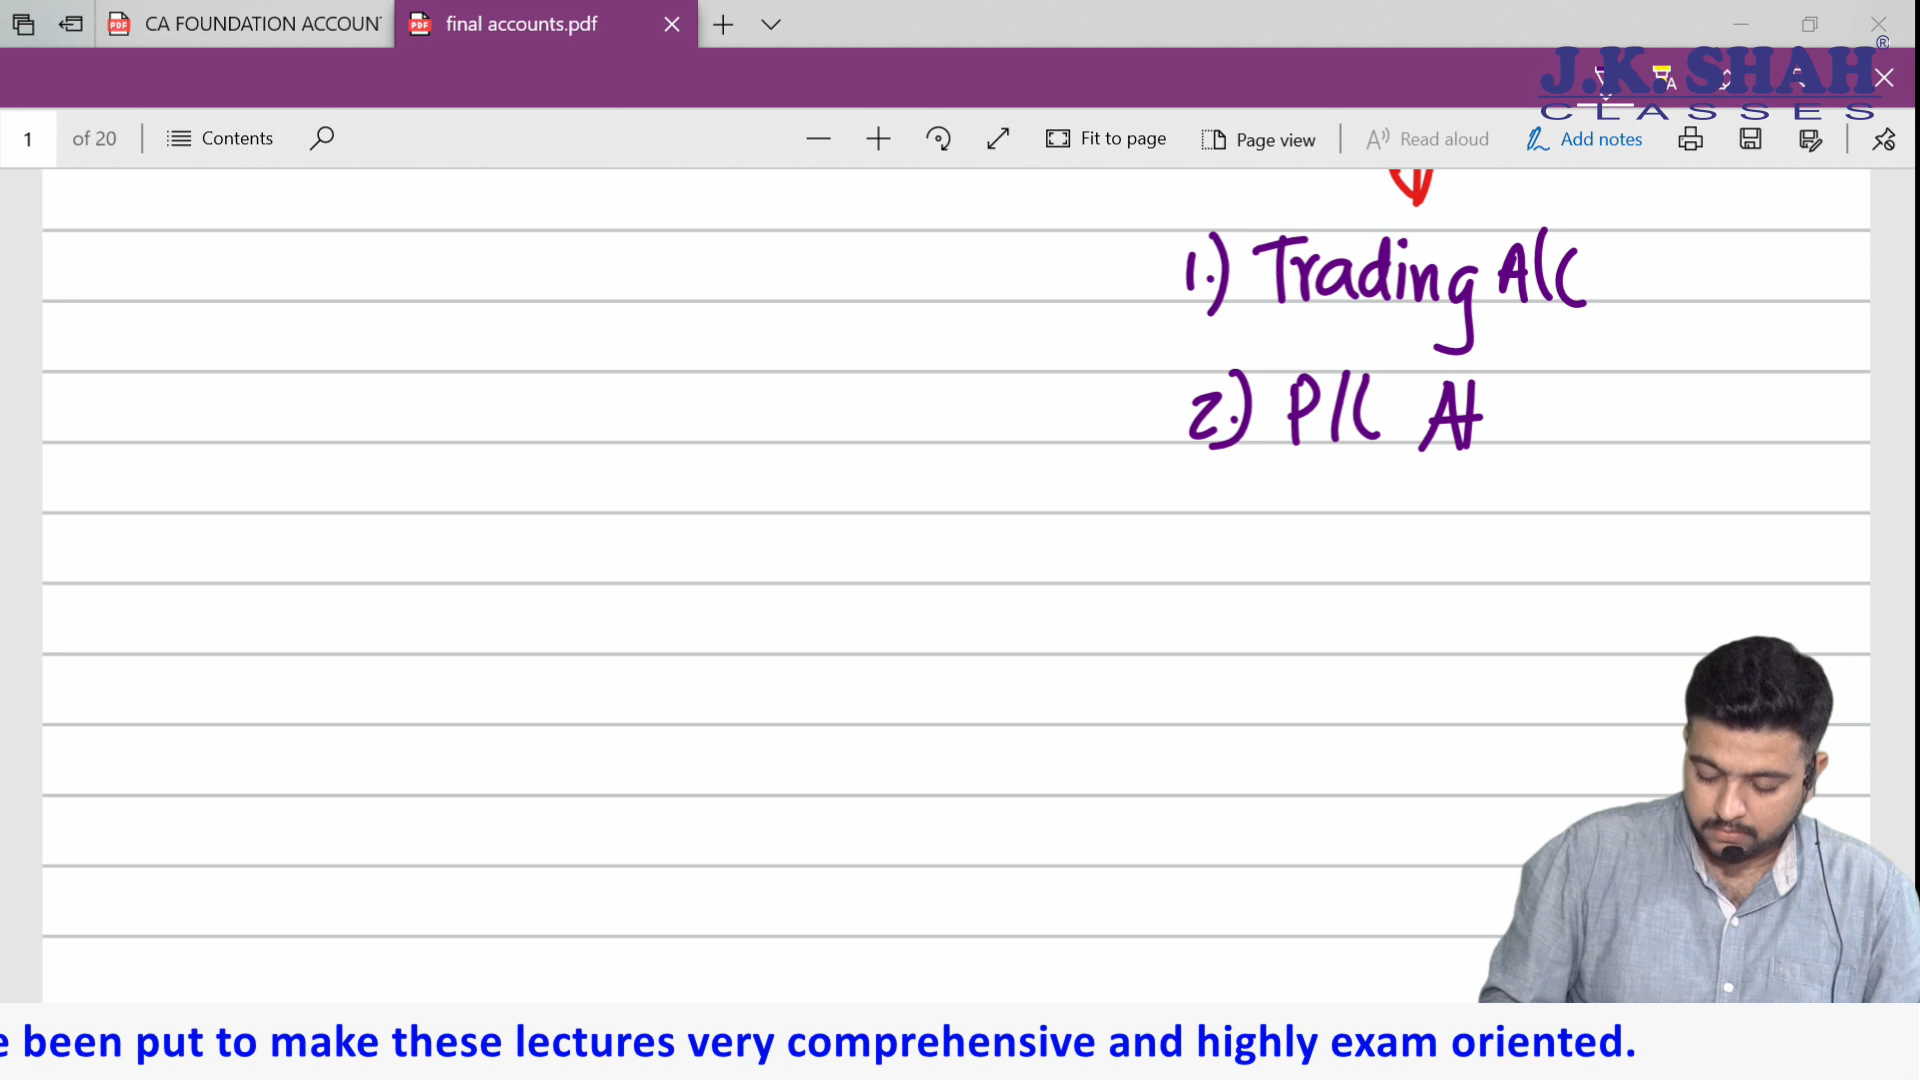 CA FOUNDATION ACCOUN
final accounts.pdf
J.K. SHAH®
CLASSES
1 of 20 Contents Fit to page Page view Read aloud Add notes
1.) Trading A/C
2.) P/L A
e been put to make these lectures very comprehensive and highly exam oriented.